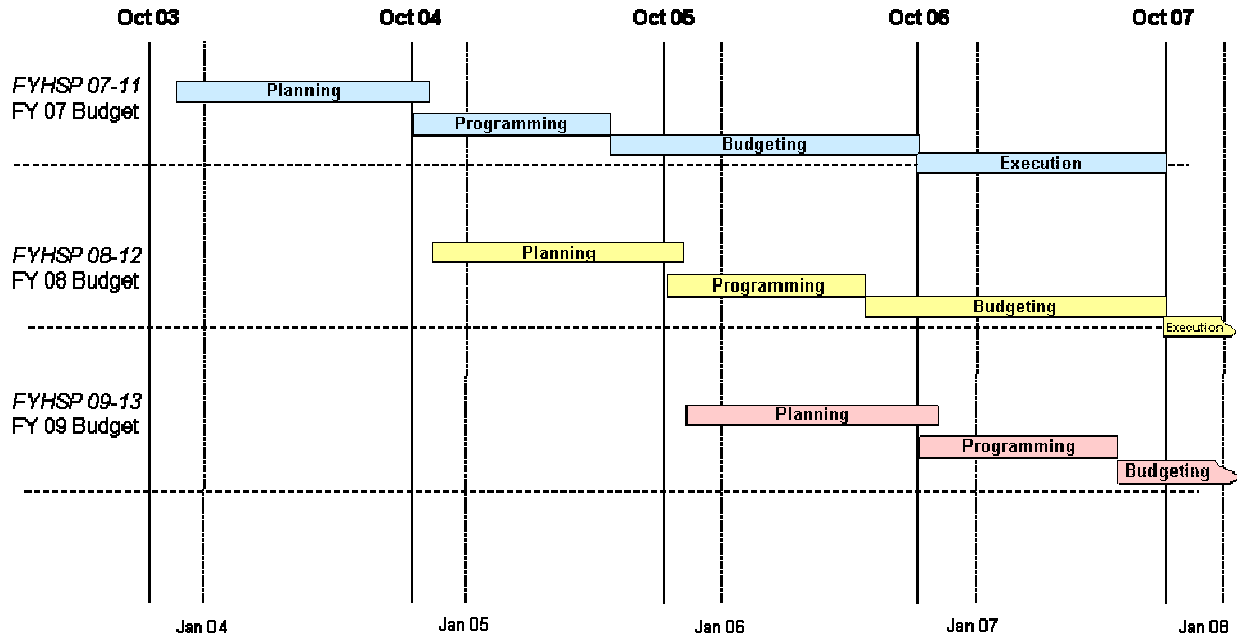 Oct 03 Oct 04 Oct 05 Oct 06 Oct 07
FYHSP 07-11
FY 07 Budget
Planning
Programming
Budgeting
Execution
FYHSP 08-12
FY 08 Budget
Planning
Programming
Budgeting
Execution
FYHSP 09-13
FY 09 Budget
Planning
Programming
Budgeting
Jan 04 Jan 05 Jan 06 Jan 07 Jan 08